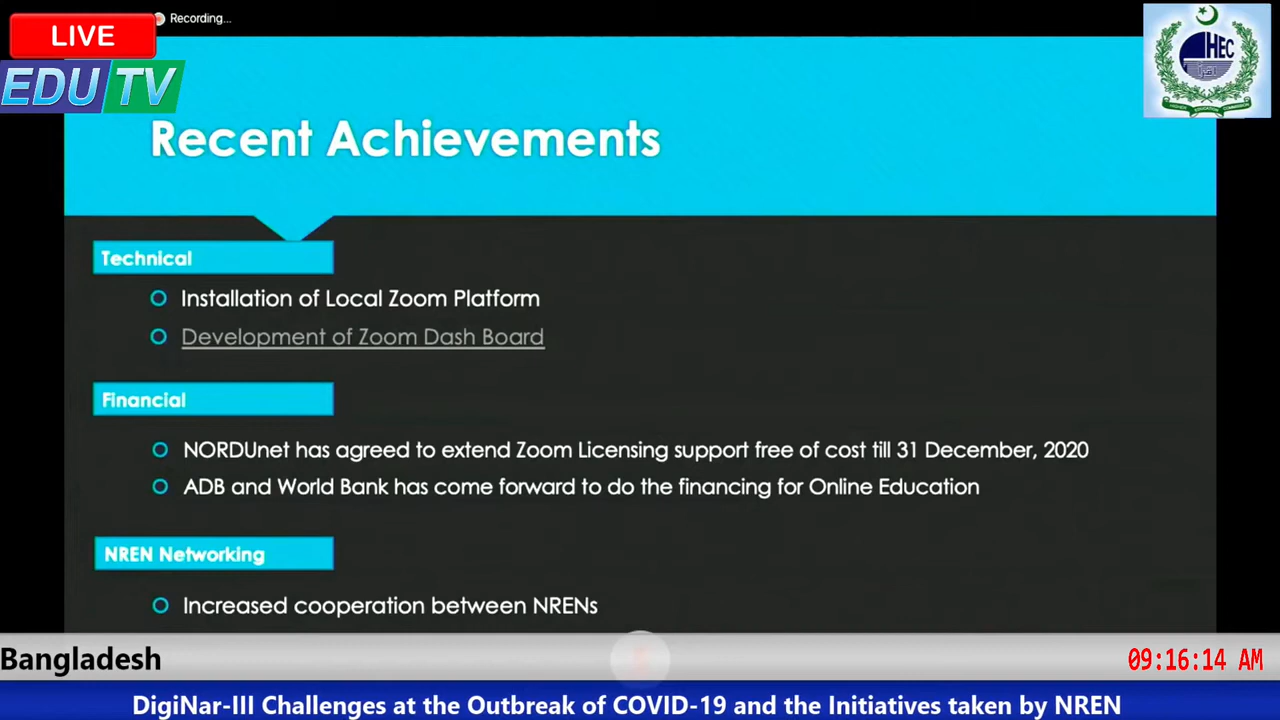 Recording...
LIVE
EDU TV
HEC
Recent Achievements
Technical
Installation of Local Zoom Platform
Development of Zoom Dash Board
Financial
NORDUnet has agreed to extend Zoom Licensing support free of cost till 31 December, 2020
ADB and World Bank has come forward to do the financing for Online Education
NREN Networking
Increased cooperation between NRENs
Bangladesh
09:16:14 AM
DigiNar-III Challenges at the Outbreak of COVID-19 and the Initiatives taken by NREN